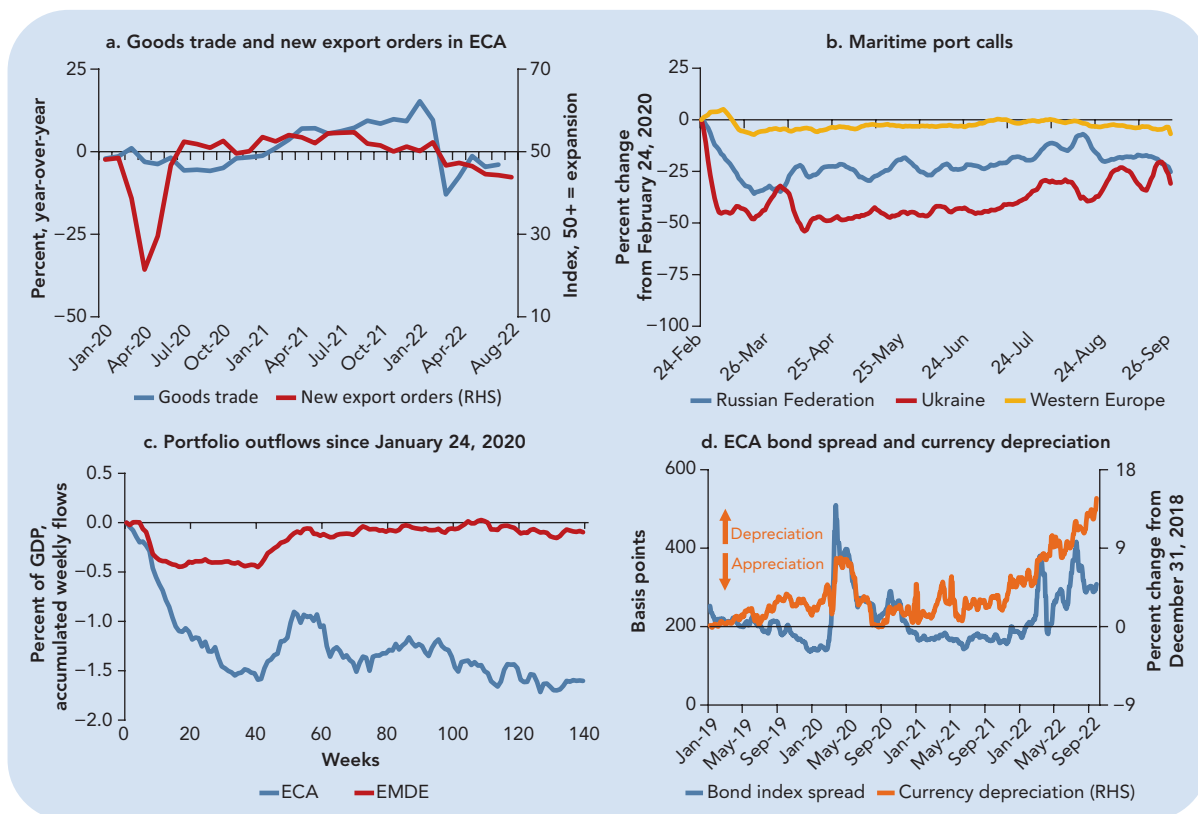 a. Goods trade and new export orders in ECA
Percent, year-over-year
25
0
−25
−50
Index, 50+ = expansion
70
50
30
10
Jan-20
Apr-20
Jul-20
Oct-20
Jan-21
Apr-21
Jul-21
Oct-21
Jan-22
Apr-22
Aug-22
Goods trade New export orders (RHS)
b. Maritime port calls
Percent change
from February 24, 2020
25
0
−25
−50
−75
−100
24-Feb
26-Mar
25-Apr
25-May
24-Jun
24-Jul
24-Aug
26-Sep
Russian Federation Ukraine Western Europe
c. Portfolio outflows since January 24, 2020
Percent of GDP,
accumulated weekly flows
0.5
0.0
−0.5
−1.0
−1.5
−2.0
0 20 40 60 80 100 120 140
Weeks
ECA EMDE
d. ECA bond spread and currency depreciation
Basis points
600
400
200
0
Depreciation
Appreciation
Percent change from
December 31, 2018
18
9
0
−9
Jan-19
May-19
Sep-19
Jan-20
May-20
Sep-20
Jan-21
May-21
Sep-21
Jan-22
May-22
Sep-22
Bond index spread Currency depreciation (RHS)